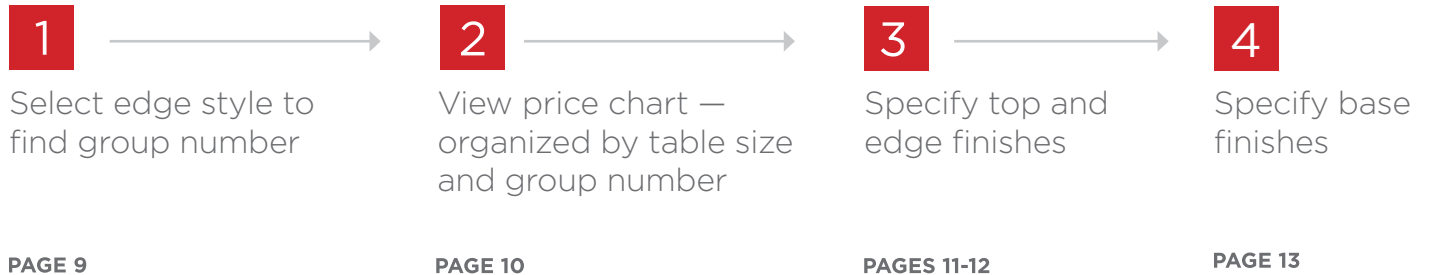 1
Select edge style to
find group number
PAGE 9
2
View price chart —
organized by table size
and group number
PAGE 10
3
Specify top and
edge finishes
PAGES 11-12
4
Specify base
finishes
PAGE 13